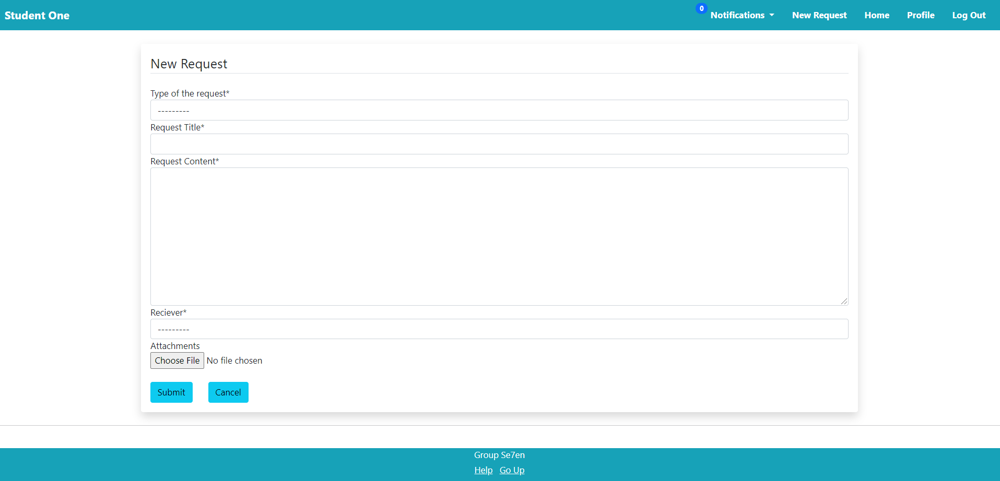 Student One
0 Notifications New Request Home Profile Log Out
New Request
Type of the request*
---------
Request Title*
Request Content*
Reciever*
---------
Attachments
Choose File No file chosen
Submit Cancel
Group Se7en
Help Go Up